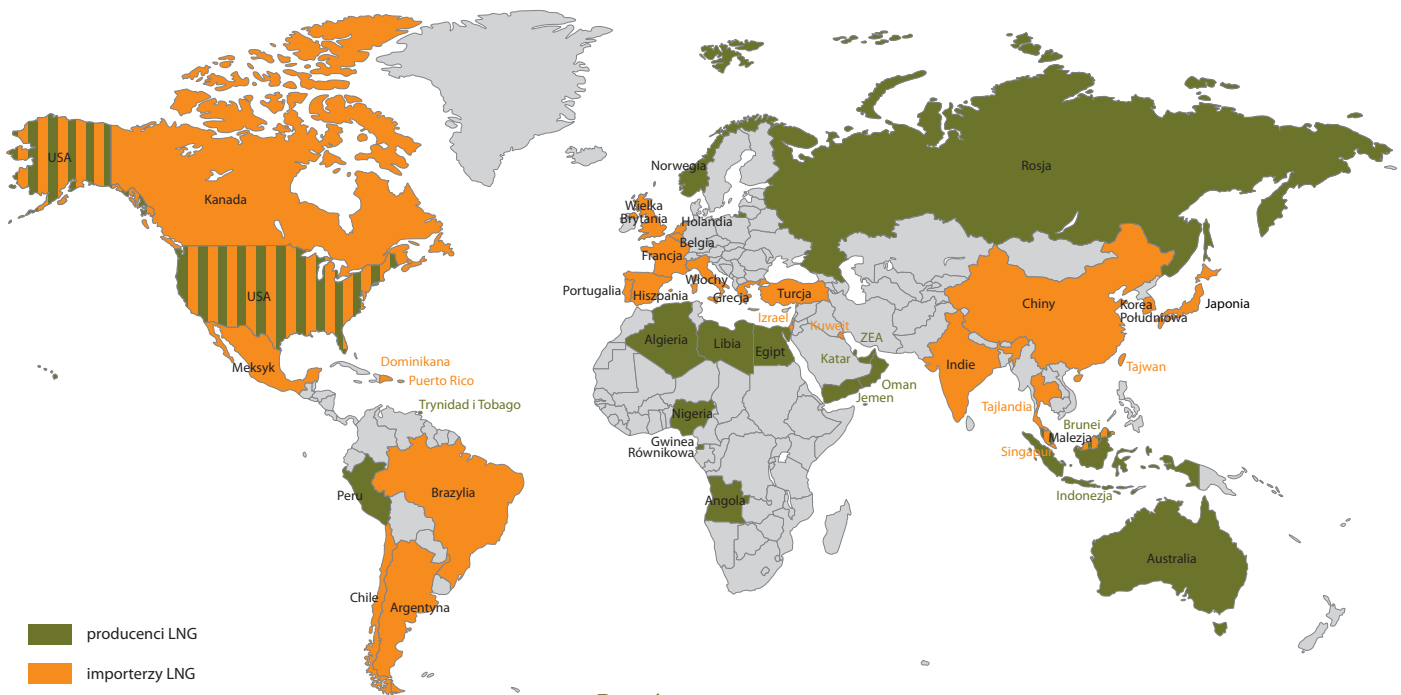 USA
Kanada
USA
Meksyk
Dominikana
Puerto Rico
Trynidad i Tobago
Peru
Brazylia
Chile
Argentyna
Norwegia
Rosja
Wielka
Brytania
Holandia
Belgia
Francja
Włochy
Portugalia
Hiszpania
Grecja
Turcja
Izrael
Kuweit
Algieria
Libia
Egipt
Katar
ZEA
Oman
Jemen
Nigeria
Gwinea
Równikowa
Angola
Chiny
Korea
Południowa
Japonia
Indie
Tajwan
Tajlandia
Brunei
Malezja
Singapur
Indonezja
Australia
producenci LNG
importerzy LNG